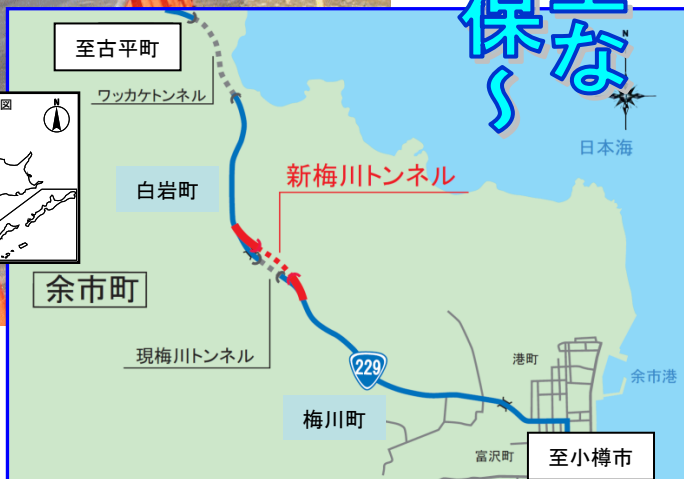 全な
保～
至古平町
ワッカケトンネル
図
N
N
日本海
白岩町
新梅川トンネル
余市町
現梅川トンネル
229
港町
余市港
梅川町
富沢町
至小樽市